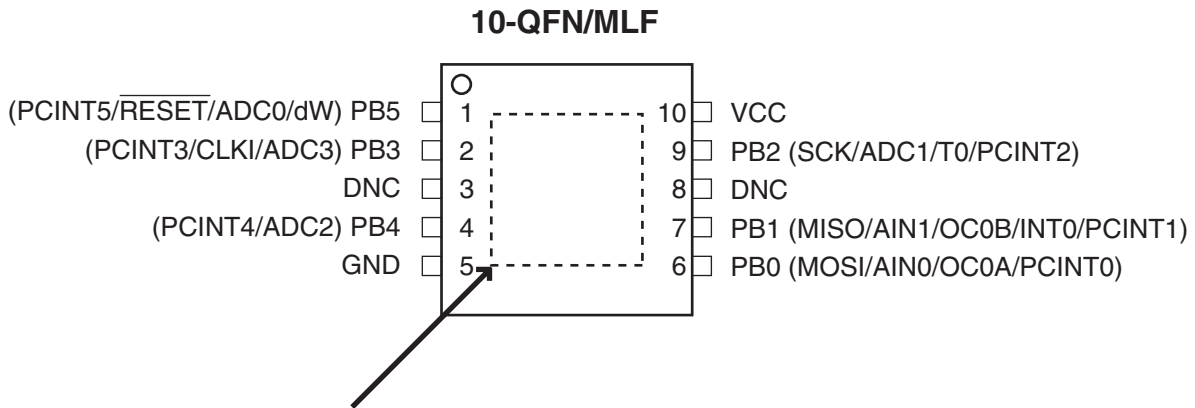 10-QFN/MLF
(PCINT5/RESET/ADC0/dW) PB5 1 10 VCC
(PCINT3/CLKI/ADC3) PB3 2 9 PB2 (SCK/ADC1/T0/PCINT2)
DNC 3 8 DNC
(PCINT4/ADC2) PB4 4 7 PB1 (MISO/AIN1/OC0B/INT0/PCINT1)
GND 5 6 PB0 (MOSI/AIN0/OC0A/PCINT0)